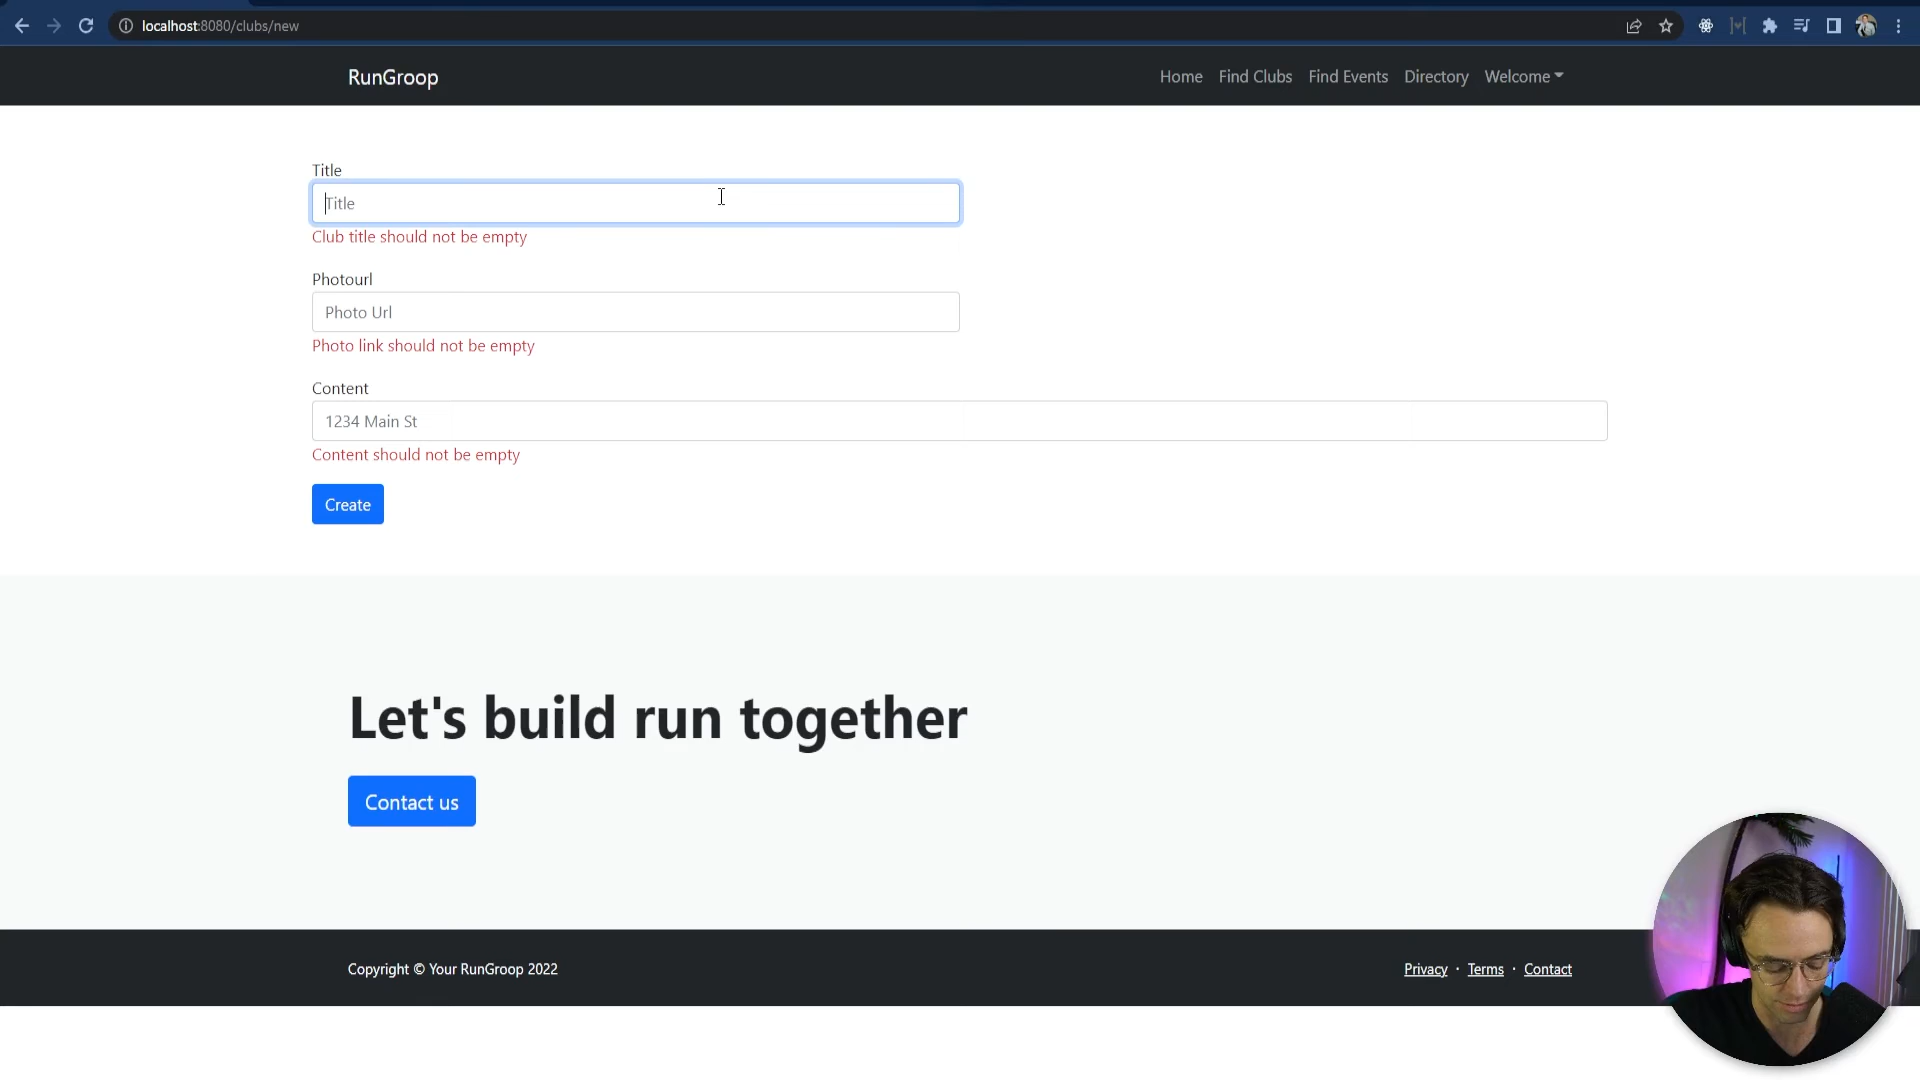 localhost:8080/clubs/new
RunGroop
Home Find Clubs Find Events Directory Welcome
Title
Title
Club title should not be empty
Photourl
Photo Url
Photo link should not be empty
Content
1234 Main St
Content should not be empty
Create
Let's build run together
Contact us
Copyright © Your RunGroop 2022
Privacy · Terms · Contact